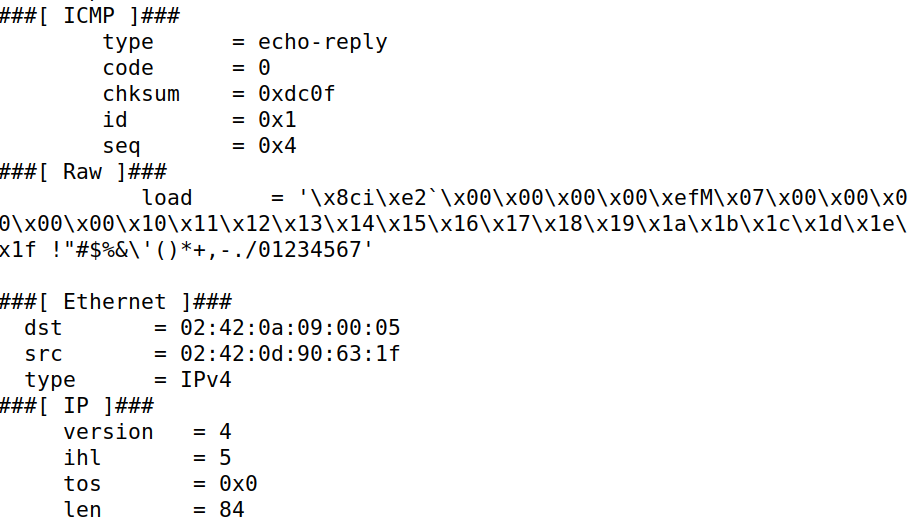 ###[ ICMP ]###
type = echo-reply
code = 0
chksum = 0xdc0f
id = 0x1
seq = 0x4
###[ Raw ]###
load = '\x8ci\xe2`\x00\x00\x00\x00\xefM\x07\x00\x00\x0
0\x00\x00\x10\x11\x12\x13\x14\x15\x16\x17\x18\x19\x1a\x1b\x1c\x1d\x1e\
x1f !"#$%&\'()*+,-./01234567'
###[ Ethernet ]###
dst = 02:42:0a:09:00:05
src = 02:42:0d:90:63:1f
type = IPv4
###[ IP ]###
version = 4
ihl = 5
tos = 0x0
len = 84